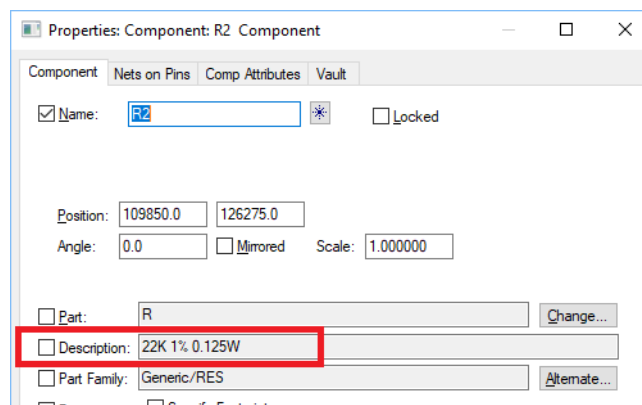 Properties: Component: R2 Component
Component Nets on Pins Comp Attributes Vault
Name: R2 Locked
Position: 109850.0 126275.0
Angle: 0.0 Mirrored Scale: 1.000000
Part: R Change...
Description: 22K 1% 0.125W
Part Family: Generic/RES Alternate...